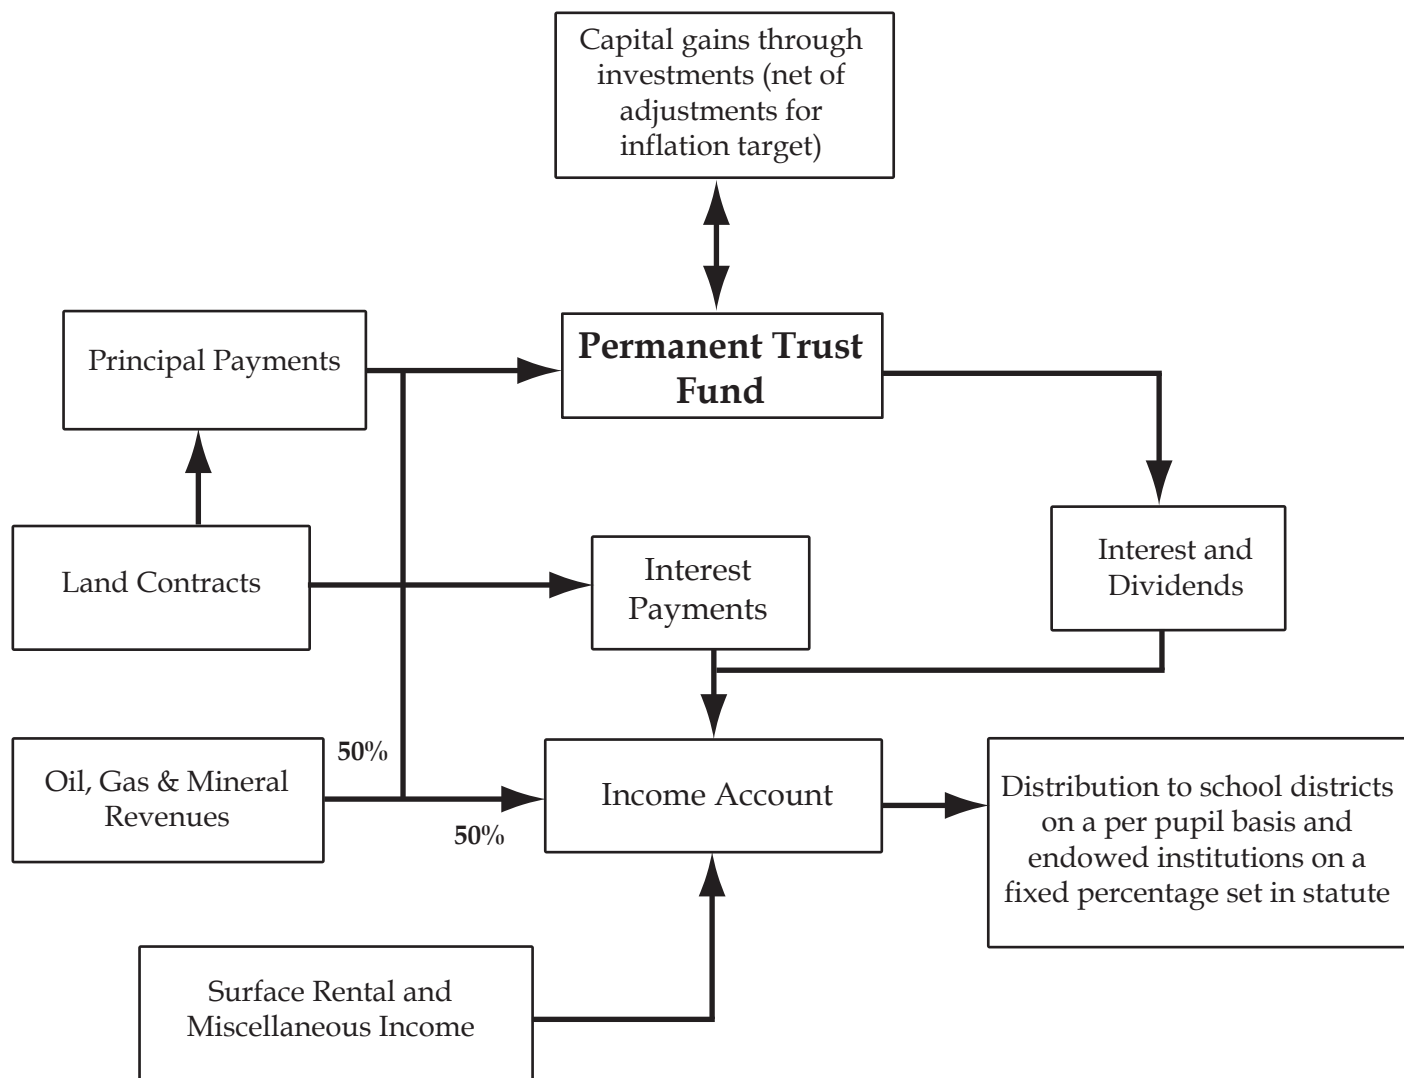 Capital gains through
investments (net of
adjustments for
inflation target)
Principal Payments
Permanent Trust
Fund
Land Contracts
Interest
Payments
Interest and
Dividends
Oil, Gas & Mineral
Revenues
50%
50%
Income Account
Distribution to school districts
on a per pupil basis and
endowed institutions on a
fixed percentage set in statute
Surface Rental and
Miscellaneous Income